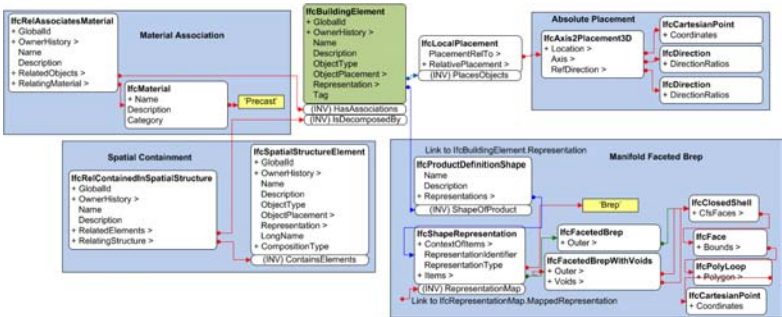 IfcRelAssociatesMaterial
+ GlobalId
+ OwnerHistory >
Name
Description
+ RelatedObjects >
+ RelatingMaterial >
Material Association
IfcMaterial
+ Name
Description
Category
'Precast'
IfcBuildingElement
+ GlobalId
+ OwnerHistory >
Name
Description
ObjectType
ObjectPlacement >
Representation >
Tag
(INV) HasAssociations
(INV) IsDecomposedBy
IfcLocalPlacement
PlacementRelTo >
+ RelativePlacement >
(INV) PlacesObjects
Absolute Placement
IfcAxis2Placement3D
+ Location >
Axis >
RefDirection >
IfcCartesianPoint
+ Coordinates
IfcDirection
+ DirectionRatios
IfcDirection
+ DirectionRatios
Spatial Containment
IfcRelContainedInSpatialStructure
+ GlobalId
+ OwnerHistory >
Name
Description
+ RelatedElements >
+ RelatingStructure >
IfcSpatialStructureElement
+ GlobalId
+ OwnerHistory >
Name
Description
ObjectType
ObjectPlacement >
Representation >
LongName
+ CompositionType
(INV) ContainsElements
Link to IfcBuildingElement.Representation
Manifold Faceted Brep
IfcProductDefinitionShape
Name
Description
+ Representations >
(INV) ShapeOfProduct
'Brep'
IfcShapeRepresentation
+ ContextOfItems >
RepresentationIdentifier
RepresentationType
+ Items >
(INV) RepresentationMap
Link to IfcRepresentationMap.MappedRepresentation
IfcFacetedBrep
+ Outer >
IfcFacetedBrepWithVoids
+ Outer >
+ Voids >
IfcClosedShell
+ CfsFaces >
IfcFace
+ Bounds >
IfcPolyLoop
+ Polygon >
IfcCartesianPoint
+ Coordinates